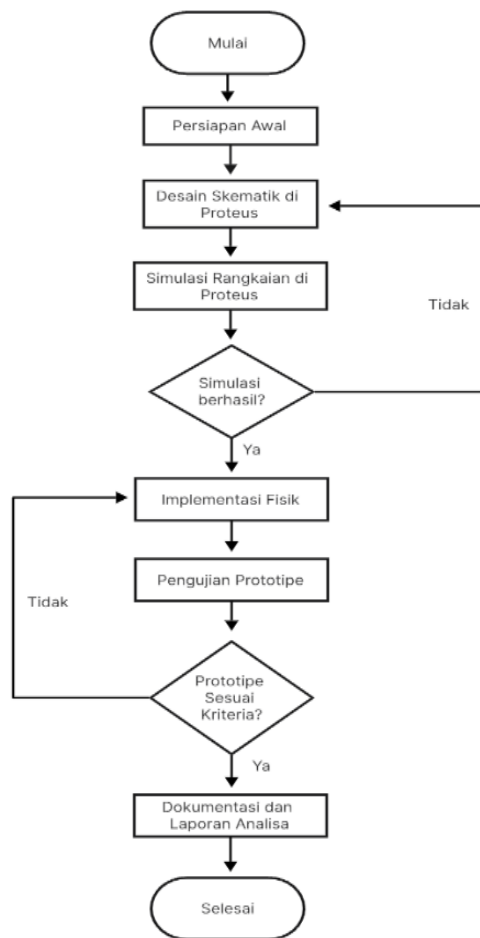 Mulai
Persiapan Awal
Desain Skematik di
Proteus
Simulasi Rangkaian di
Proteus
Tidak
Simulasi
berhasil?
Ya
Implementasi Fisik
Pengujian Prototipe
Tidak
Prototipe
Sesuai
Kriteria?
Ya
Dokumentasi dan
Laporan Analisa
Selesai